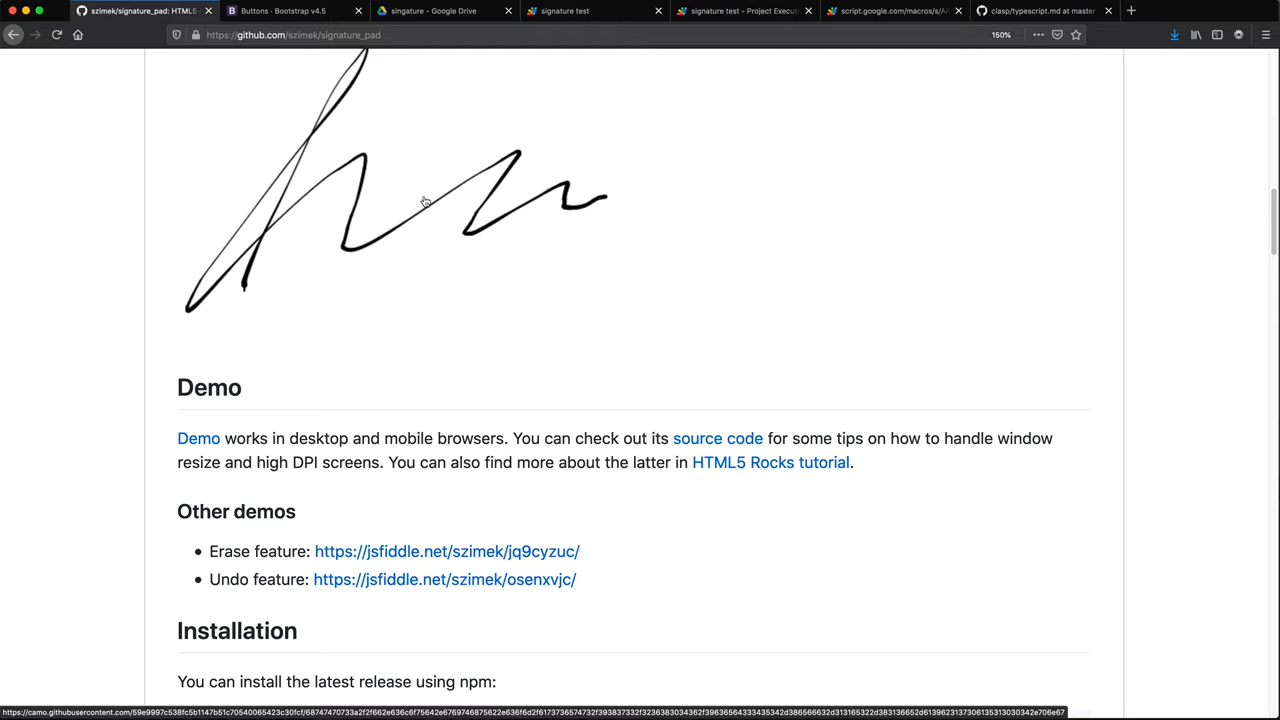 szimek/signature_pad: HTML5
Buttons · Bootstrap v4.5
singature - Google Drive
signature test
signature test - Project Execut
script.google.com/macros/s/AK
clasp/typescript.md at master
https://github.com/szimek/signature_pad
150%
Demo
Demo works in desktop and mobile browsers. You can check out its source code for some tips on how to handle window
resize and high DPI screens. You can also find more about the latter in HTML5 Rocks tutorial.
Other demos
Erase feature: https://jsfiddle.net/szimek/jq9cyzuc/
Undo feature: https://jsfiddle.net/szimek/osenxvjc/
Installation
You can install the latest release using npm: